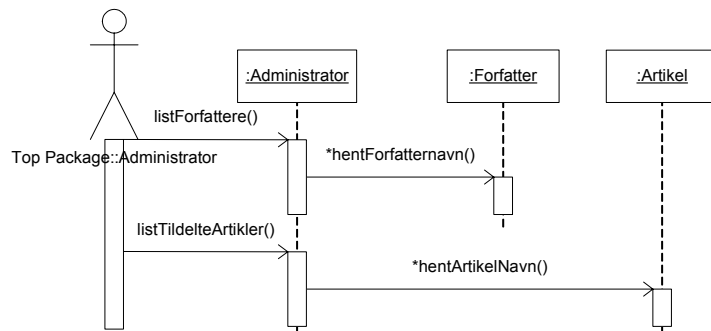 :Administrator
:Forfatter
:Artikel
listForfattere()
Top Package::Administrator
*hentForfatternavn()
listTildelteArtikler()
*hentArtikelNavn()